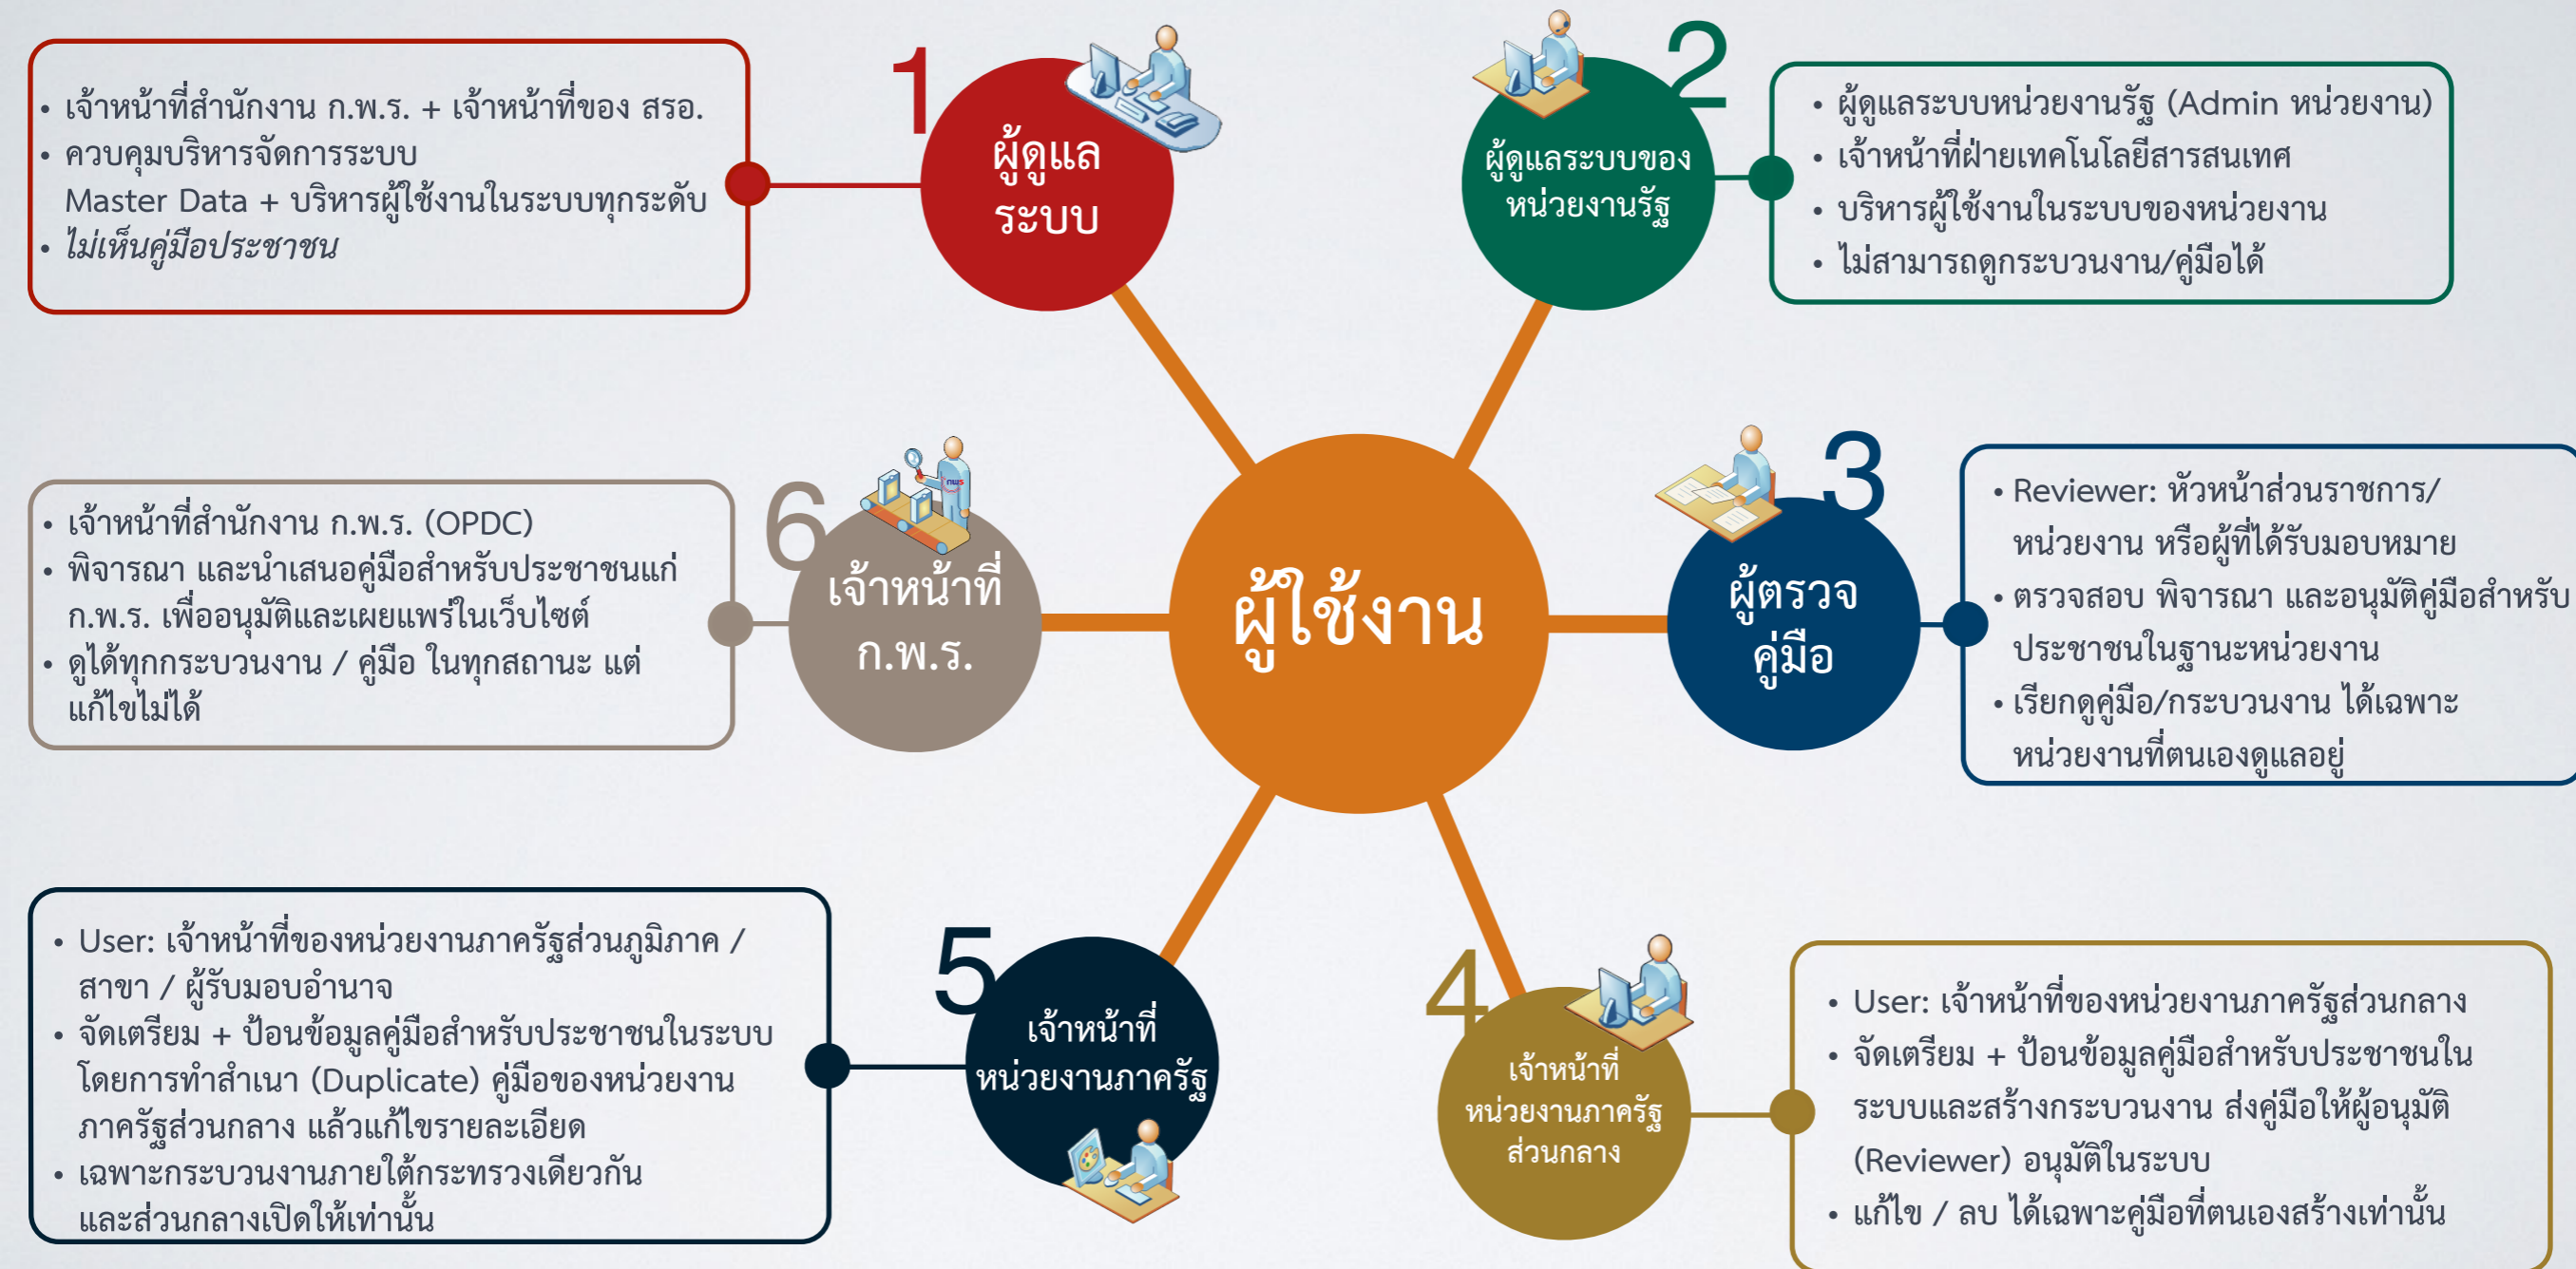 1
ผู้ดูแล
ระบบ
• เจ้าหน้าที่สำนักงาน ก.พ.ร. + เจ้าหน้าที่ของ สรอ.
• ควบคุมบริหารจัดการระบบ
Master Data + บริหารผู้ใช้งานในระบบทุกระดับ
• ไม่เห็นคู่มือประชาชน
2
ผู้ดูแลระบบของ
หน่วยงานรัฐ
• ผู้ดูแลระบบหน่วยงานรัฐ (Admin หน่วยงาน)
• เจ้าหน้าที่ฝ่ายเทคโนโลยีสารสนเทศ
• บริหารผู้ใช้งานในระบบของหน่วยงาน
• ไม่สามารถดูกระบวนงาน/คู่มือได้
ผู้ใช้งาน
3
ผู้ตรวจ
คู่มือ
• Reviewer: หัวหน้าส่วนราชการ/
หน่วยงาน หรือผู้ที่ได้รับมอบหมาย
• ตรวจสอบ พิจารณา และอนุมัติคู่มือสำหรับ
ประชาชนในฐานะหน่วยงาน
• เรียกดูคู่มือ/กระบวนงาน ได้เฉพาะ
หน่วยงานที่ตนเองดูแลอยู่
4
เจ้าหน้าที่
หน่วยงานภาครัฐ
ส่วนกลาง
• User: เจ้าหน้าที่ของหน่วยงานภาครัฐส่วนกลาง
• จัดเตรียม + ป้อนข้อมูลคู่มือสำหรับประชาชนใน
ระบบและสร้างกระบวนงาน ส่งคู่มือให้ผู้อนุมัติ
(Reviewer) อนุมัติในระบบ
• แก้ไข / ลบ ได้เฉพาะคู่มือที่ตนเองสร้างเท่านั้น
5
เจ้าหน้าที่
หน่วยงานภาครัฐ
• User: เจ้าหน้าที่ของหน่วยงานภาครัฐส่วนภูมิภาค /
สาขา / ผู้รับมอบอำนาจ
• จัดเตรียม + ป้อนข้อมูลคู่มือสำหรับประชาชนในระบบ
โดยการทำสำเนา (Duplicate) คู่มือของหน่วยงาน
ภาครัฐส่วนกลาง แล้วแก้ไขรายละเอียด
• เฉพาะกระบวนงานภายใต้กระทรวงเดียวกัน
และส่วนกลางเปิดให้เท่านั้น
6
เจ้าหน้าที่
ก.พ.ร.
• เจ้าหน้าที่สำนักงาน ก.พ.ร. (OPDC)
• พิจารณา และนำเสนอคู่มือสำหรับประชาชนแก่
ก.พ.ร. เพื่ออนุมัติและเผยแพร่ในเว็บไซต์
• ดูได้ทุกกระบวนงาน / คู่มือ ในทุกสถานะ แต่
แก้ไขไม่ได้